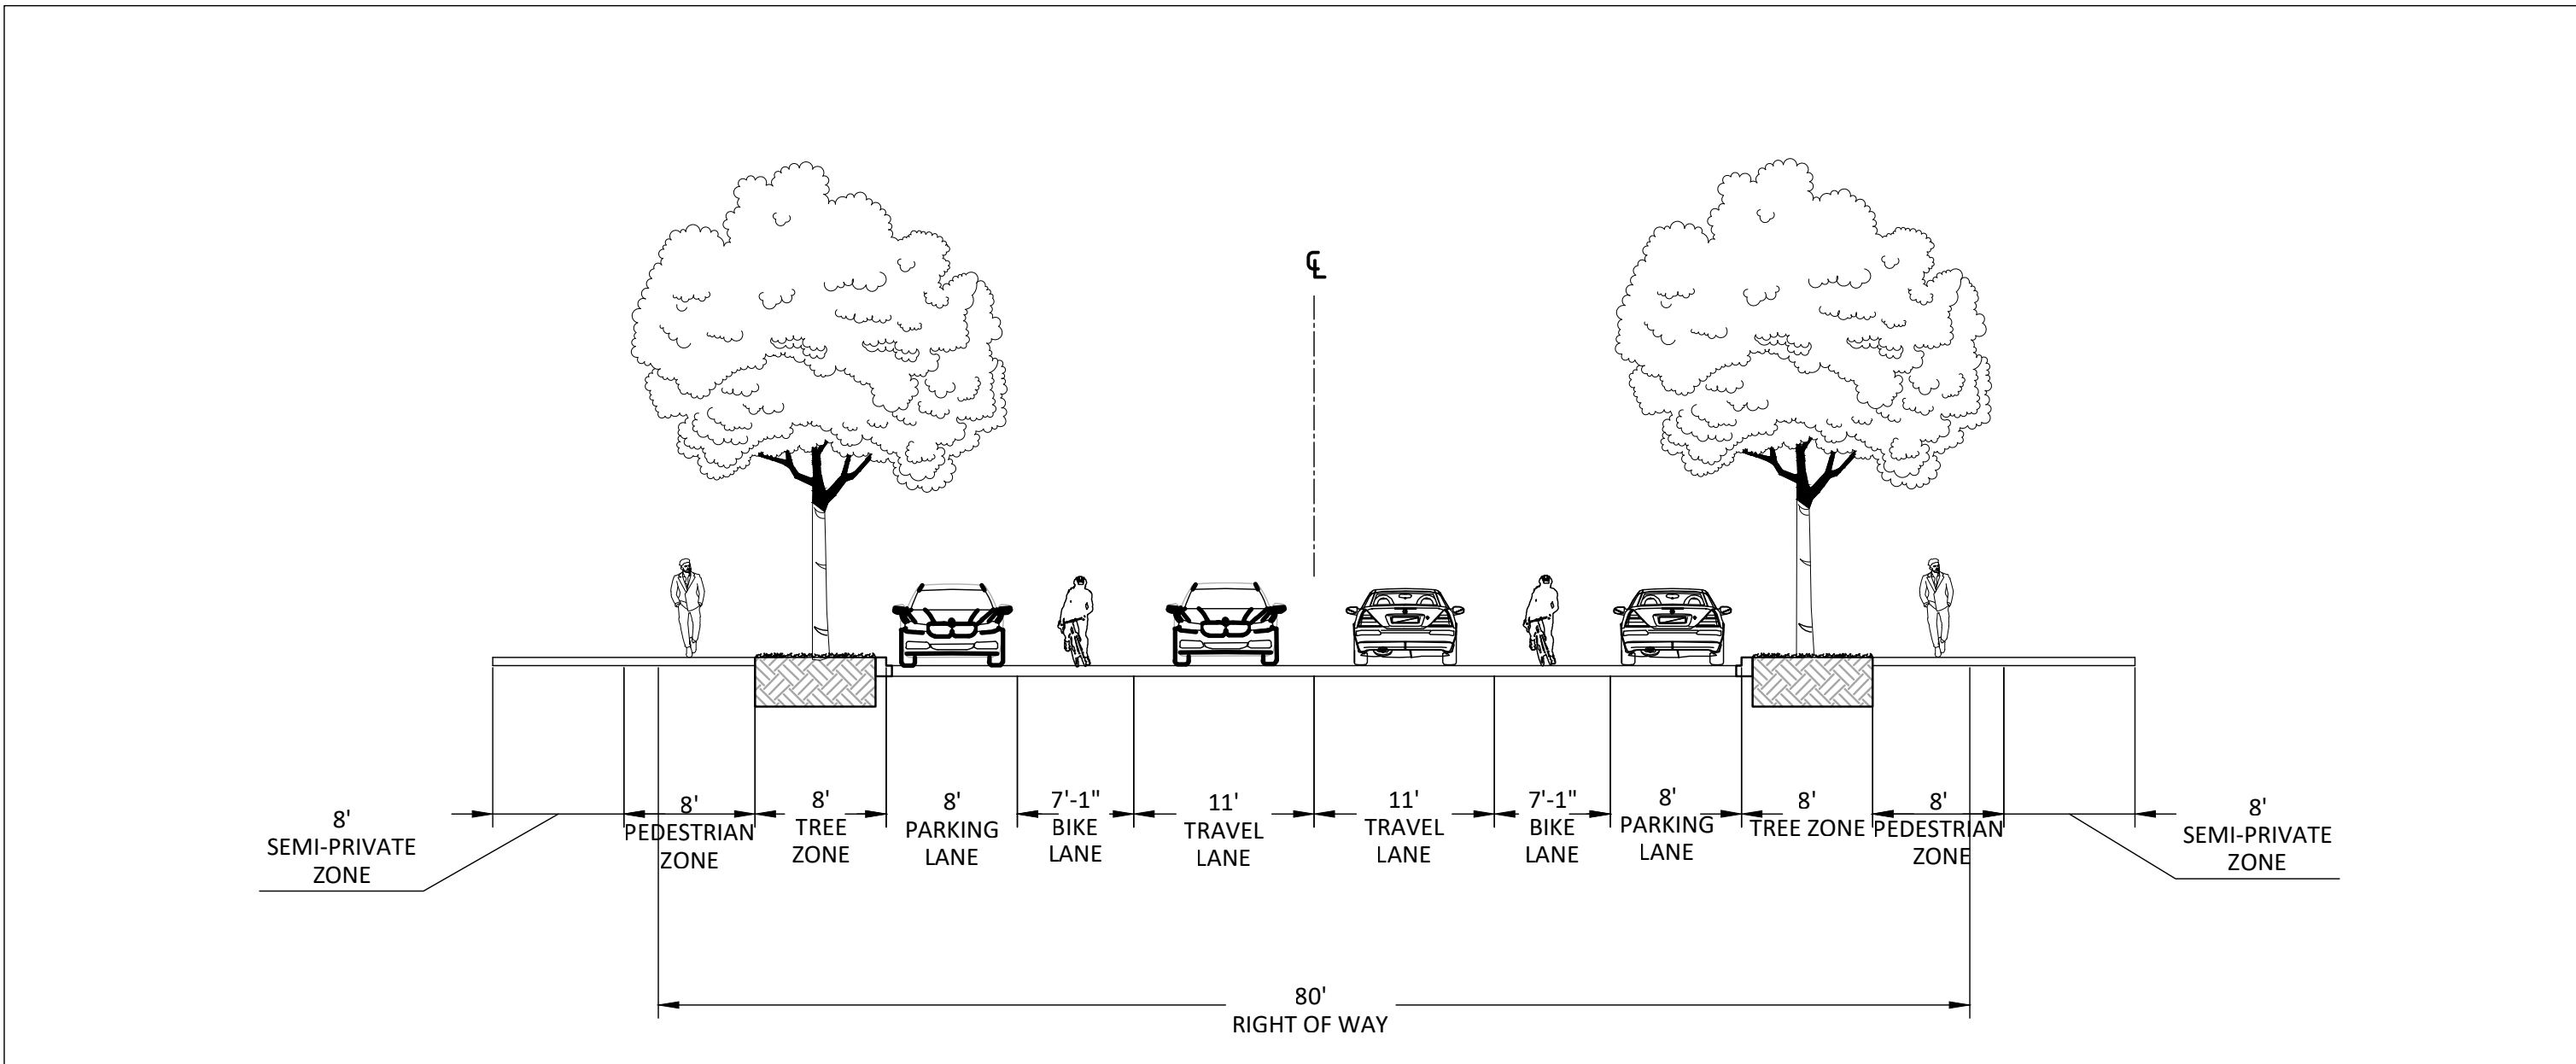 ℄
8'
SEMI-PRIVATE
ZONE
8'
PEDESTRIAN
ZONE
8'
TREE
ZONE
8'
PARKING
LANE
7'-1"
BIKE
LANE
11'
TRAVEL
LANE
11'
TRAVEL
LANE
7'-1"
BIKE
LANE
8'
PARKING
LANE
8'
TREE ZONE
8'
PEDESTRIAN
ZONE
8'
SEMI-PRIVATE
ZONE
80'
RIGHT OF WAY